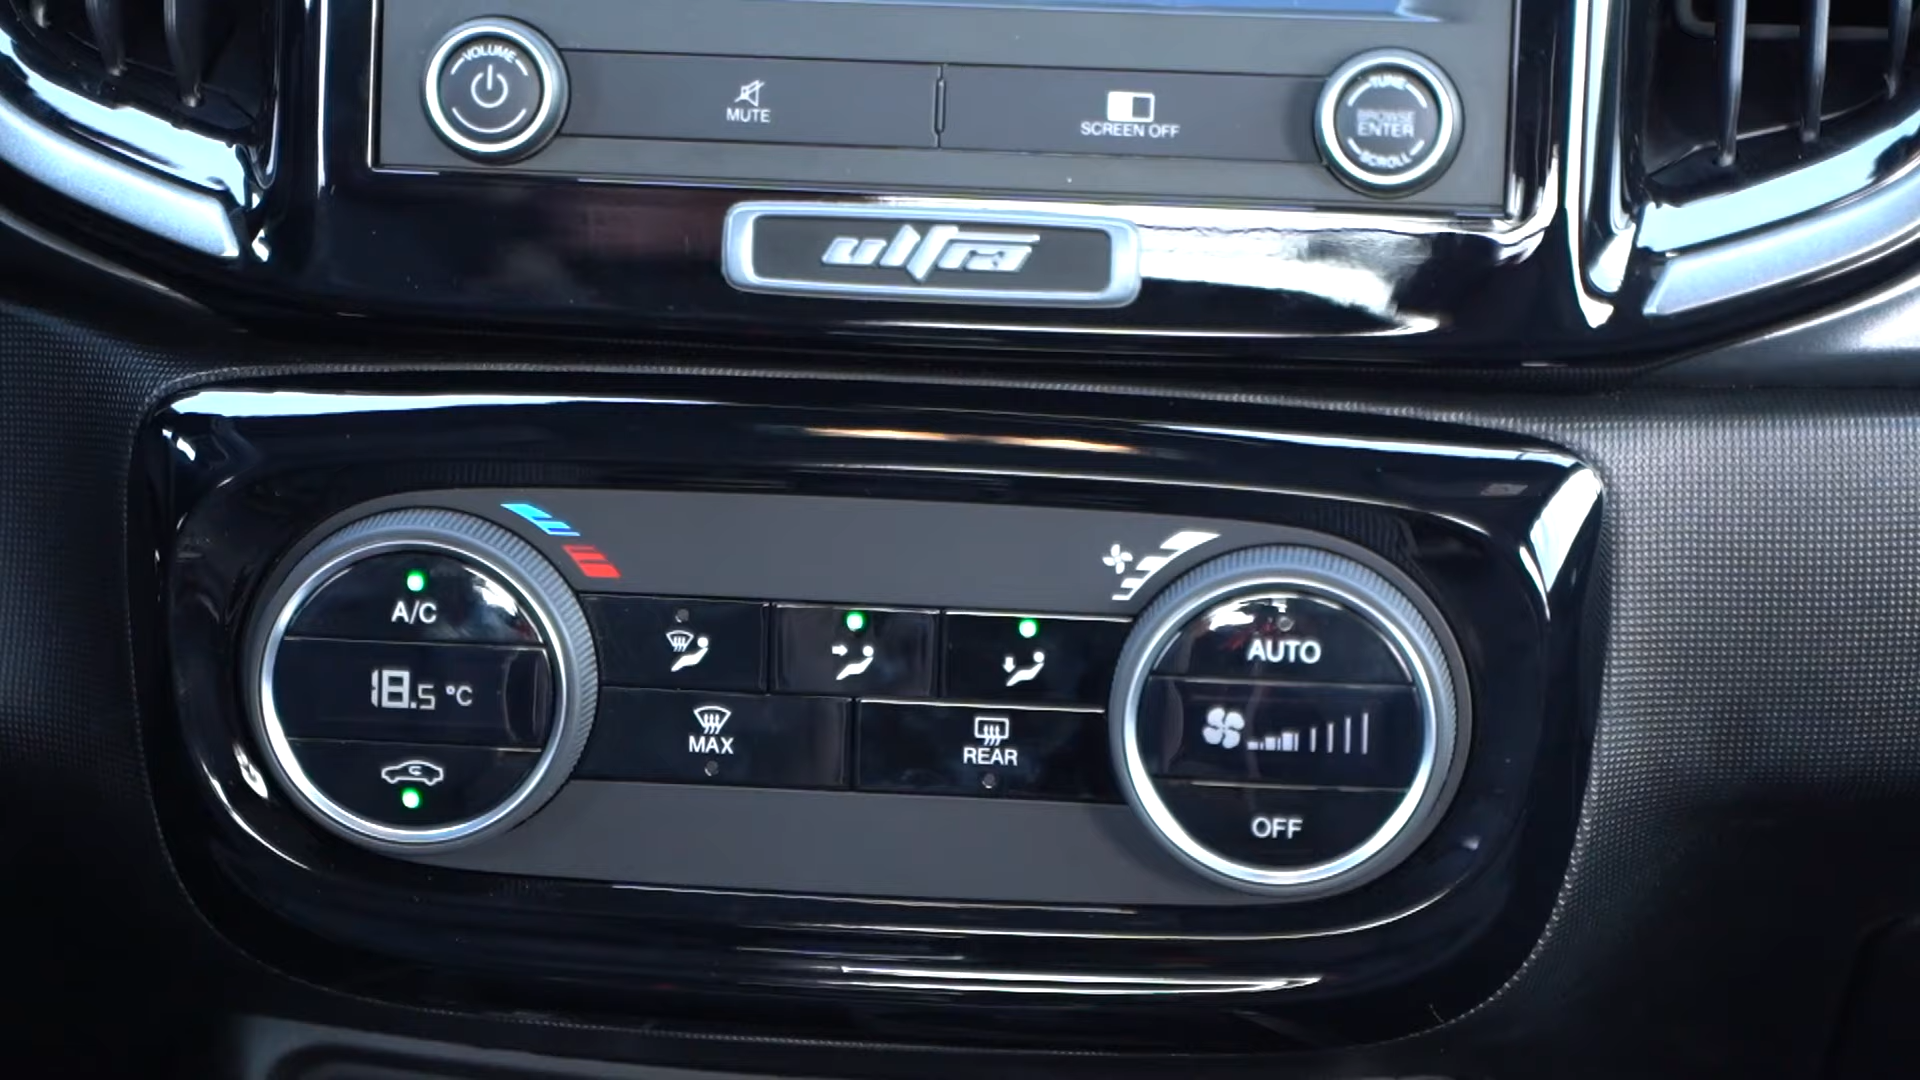 VOLUME
MUTE
SCREEN OFF
TUNE
BROWSE
ENTER
SCROLL
ultra
A/C
18.5 °C
MAX
REAR
AUTO
OFF